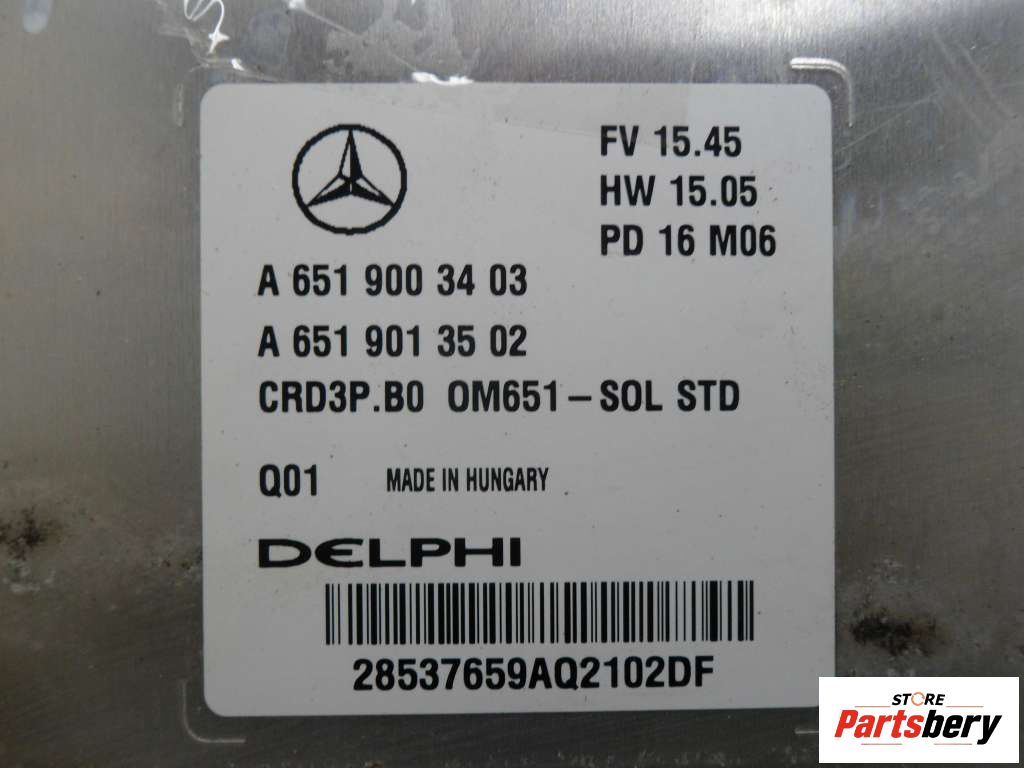 FV 15.45
HW 15.05
PD 16 M06
A 651 900 34 03
A 651 901 35 02
CRD3P.B0 OM651-SOL STD
Q01 MADE IN HUNGARY
DELPHI
28537659AQ2102DF
STORE
Partsbery